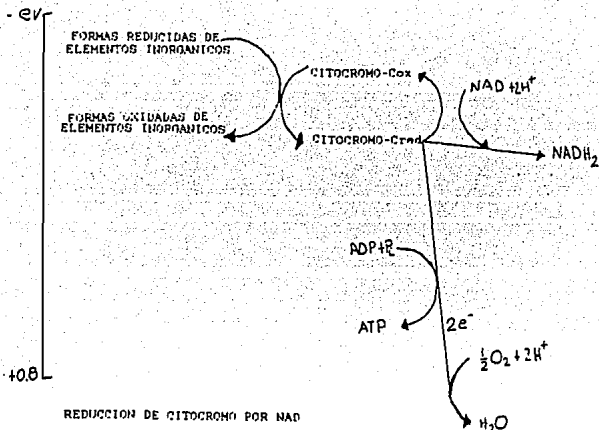 - ev
FORMAS REDUCIDAS DE
ELEMENTOS INORGANICOS
CITOCROMO-Cox
NAD +2H⁺
FORMAS OXIDADAS DE
ELEMENTOS INORGANICOS
CITOCROMO-Cred
NADH₂
ADP+Pi
ATP
2e⁻
½O₂+2H⁺
+0.8
REDUCCION DE CITOCROMO POR NAD
H₂O